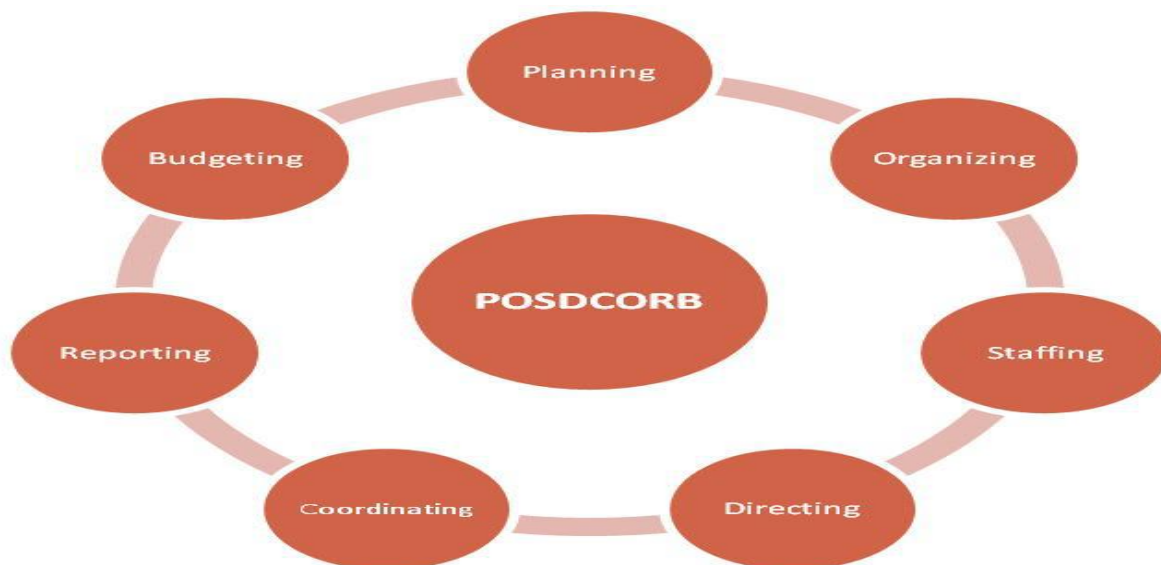 Planning
Organizing
Staffing
Directing
Coordinating
Reporting
Budgeting
POSDCORB